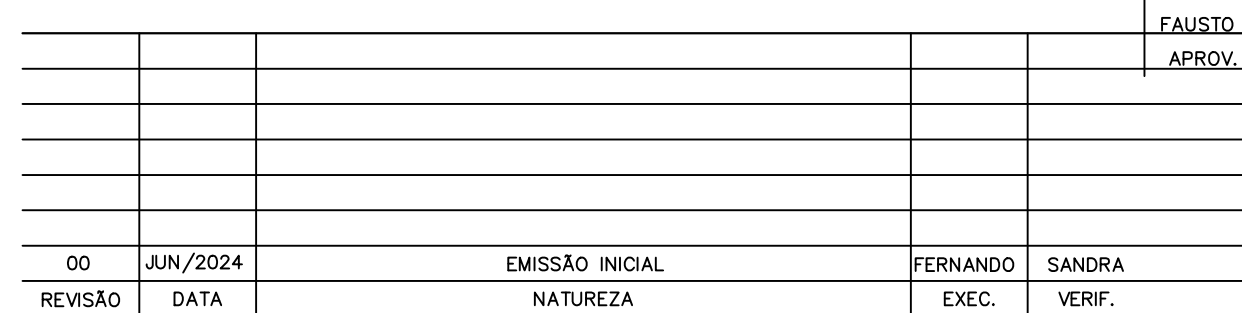 FAUSTO
APROV.
00 JUN/2024 EMISSÃO INICIAL FERNANDO SANDRA
REVISÃO DATA NATUREZA EXEC. VERIF.